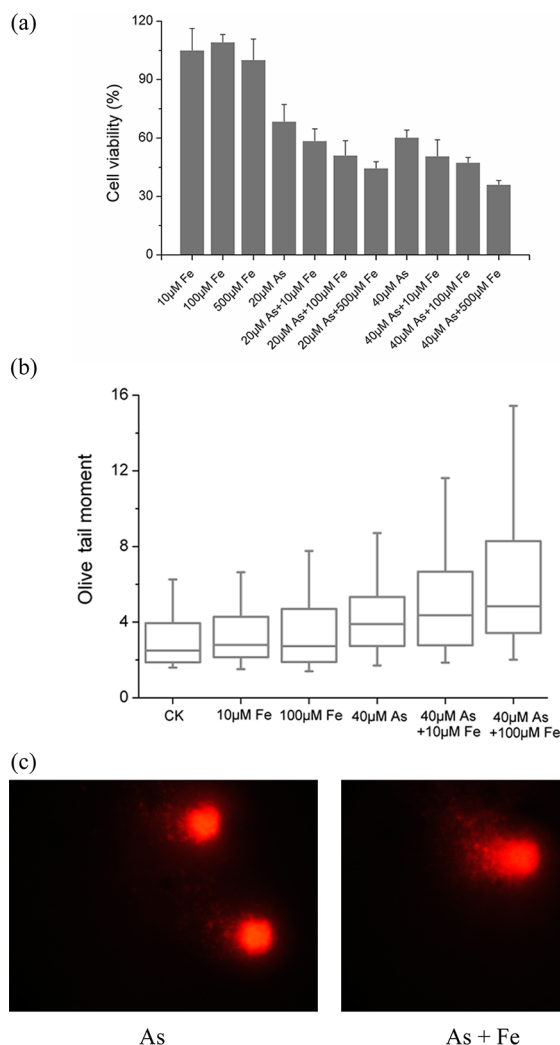 (a)
120
90
60
30
0
Cell viability (%)
10μM Fe
100μM Fe
500μM Fe
20μM As
20μM As+10μM Fe
20μM As+100μM Fe
20μM As+500μM Fe
40μM As
40μM As+10μM Fe
40μM As+100μM Fe
40μM As+500μM Fe
(b)
16
12
8
4
0
Olive tail moment
CK
10μM Fe
100μM Fe
40μM As
40μM As
+10μM Fe
40μM As
+100μM Fe
(c)
As
As + Fe